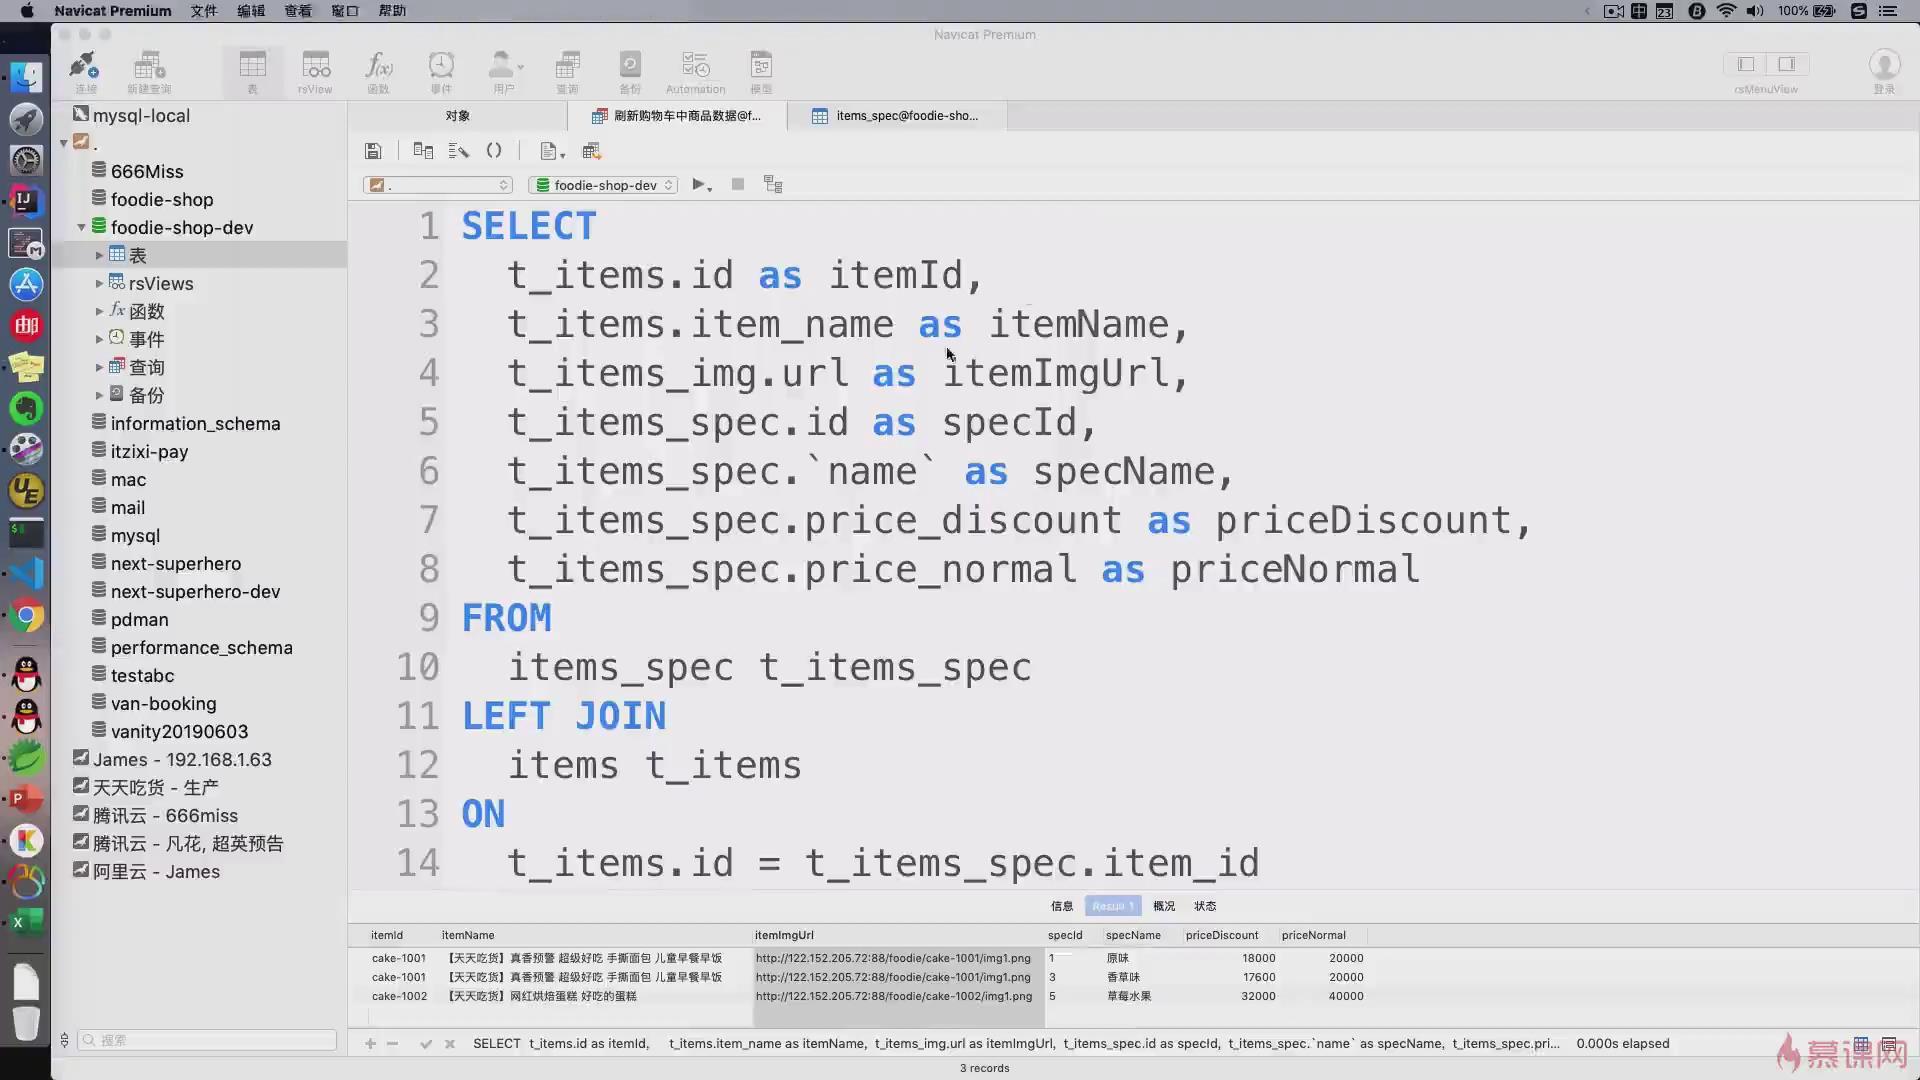 Navicat Premium 文件 编辑 查看 窗口 帮助
23 100%
Navicat Premium
连接 新建查询 表 rsView 函数 事件 用户 查询 备份 Automation 模型 rsMenuView 登录
mysql-local
.
666Miss
foodie-shop
foodie-shop-dev
表
rsViews
函数
事件
查询
备份
information_schema
itzixi-pay
mac
mail
mysql
next-superhero
next-superhero-dev
pdman
performance_schema
testabc
van-booking
vanity20190603
James - 192.168.1.63
天天吃货 - 生产
腾讯云 - 666miss
腾讯云 - 凡花, 超英预告
阿里云 - James
搜索
对象 刷新购物车中商品数据@f... items_spec@foodie-sho...
. foodie-shop-dev
1 SELECT
2 t_items.id as itemId,
3 t_items.item_name as itemName,
4 t_items_img.url as itemImgUrl,
5 t_items_spec.id as specId,
6 t_items_spec.`name` as specName,
7 t_items_spec.price_discount as priceDiscount,
8 t_items_spec.price_normal as priceNormal
9 FROM
10 items_spec t_items_spec
11 LEFT JOIN
12 items t_items
13 ON
14 t_items.id = t_items_spec.item_id
信息 Result 1 概况 状态
itemId itemName itemImgUrl specId specName priceDiscount priceNormal
cake-1001 【天天吃货】真香预警 超级好吃 手撕面包 儿童早餐早饭 http://122.152.205.72:88/foodie/cake-1001/img1.png 1 原味 18000 20000
cake-1001 【天天吃货】真香预警 超级好吃 手撕面包 儿童早餐早饭 http://122.152.205.72:88/foodie/cake-1001/img1.png 3 香草味 17600 20000
cake-1002 【天天吃货】网红烘焙蛋糕 好吃的蛋糕 http://122.152.205.72:88/foodie/cake-1002/img1.png 5 草莓水果 32000 40000
SELECT t_items.id as itemId, t_items.item_name as itemName, t_items_img.url as itemImgUrl, t_items_spec.id as specId, t_items_spec.`name` as specName, t_items_spec.pri... 0.000s elapsed
3 records
慕课网